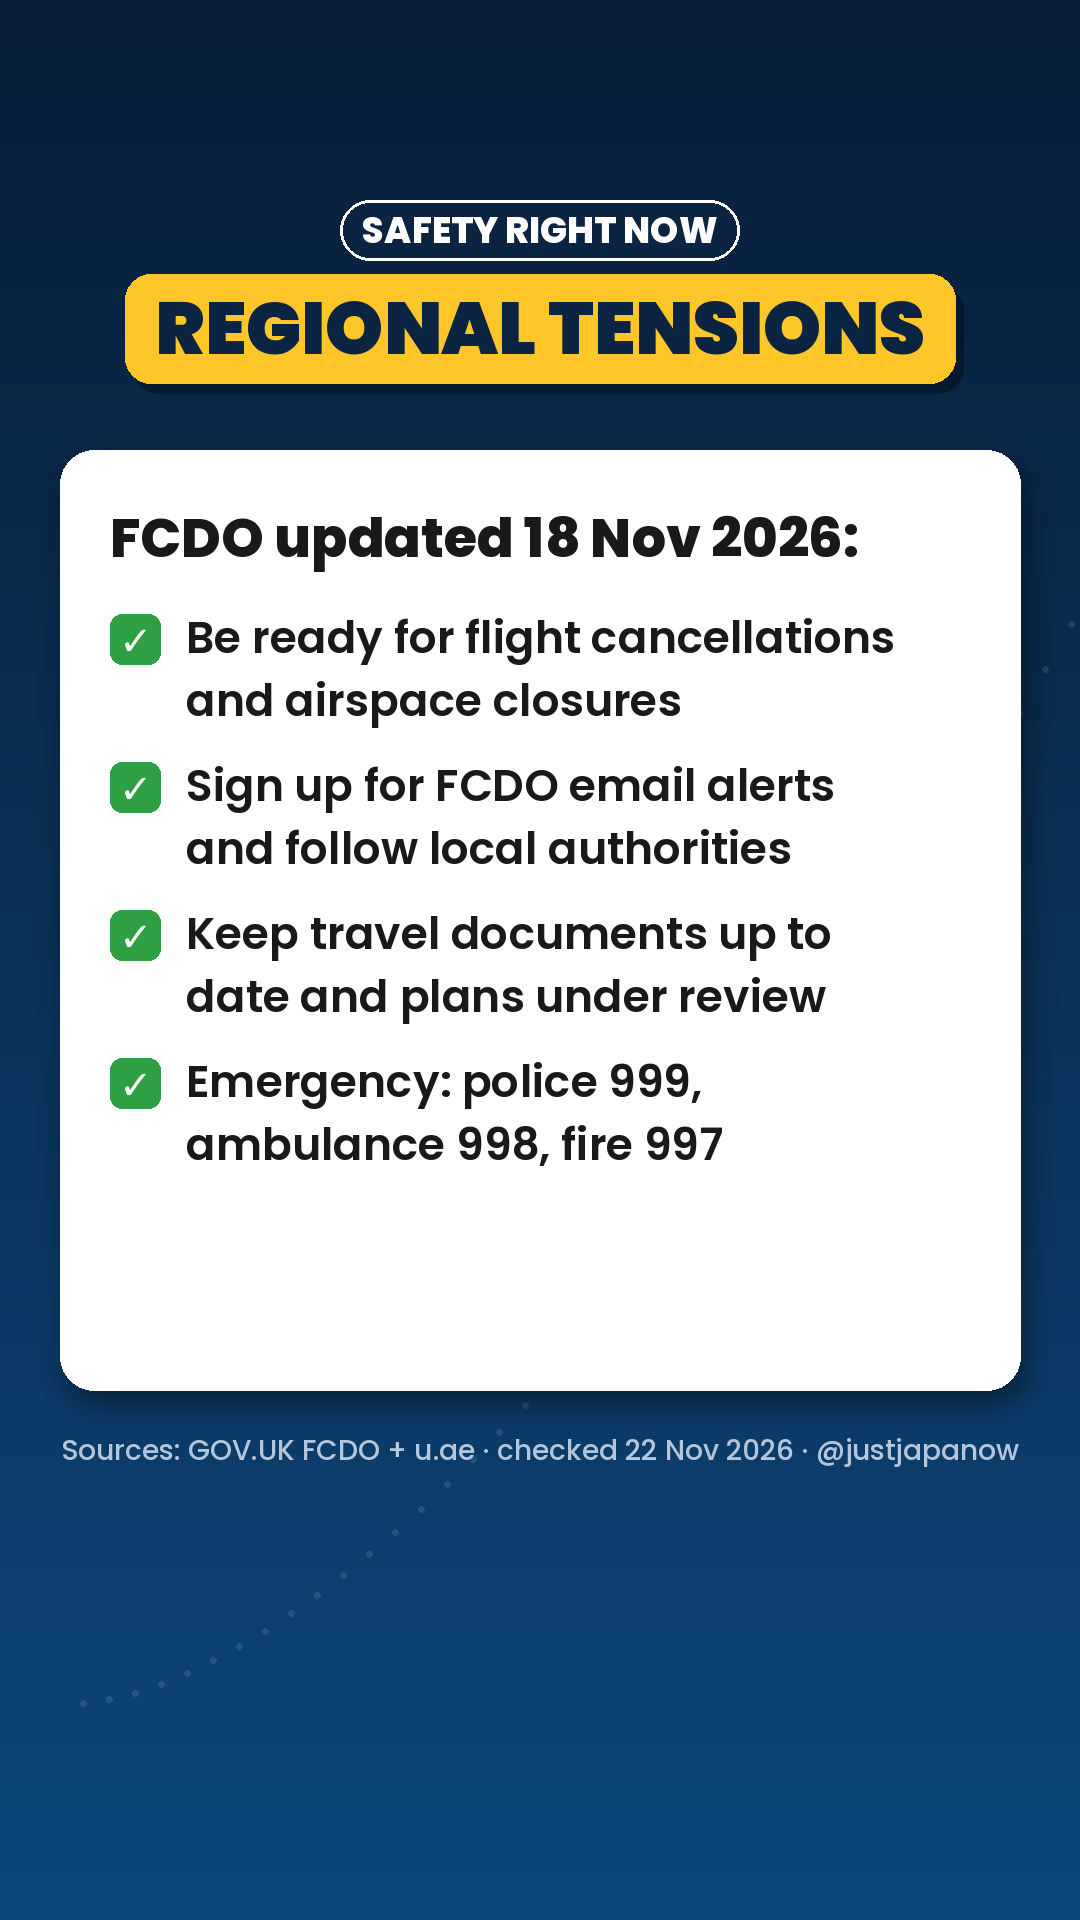 SAFETY RIGHT NOW
REGIONAL TENSIONS
FCDO updated 18 Nov 2026:
✓ Be ready for flight cancellations
and airspace closures
✓ Sign up for FCDO email alerts
and follow local authorities
✓ Keep travel documents up to
date and plans under review
✓ Emergency: police 999,
ambulance 998, fire 997
Sources: GOV.UK FCDO + u.ae · checked 22 Nov 2026 · @justjapanow